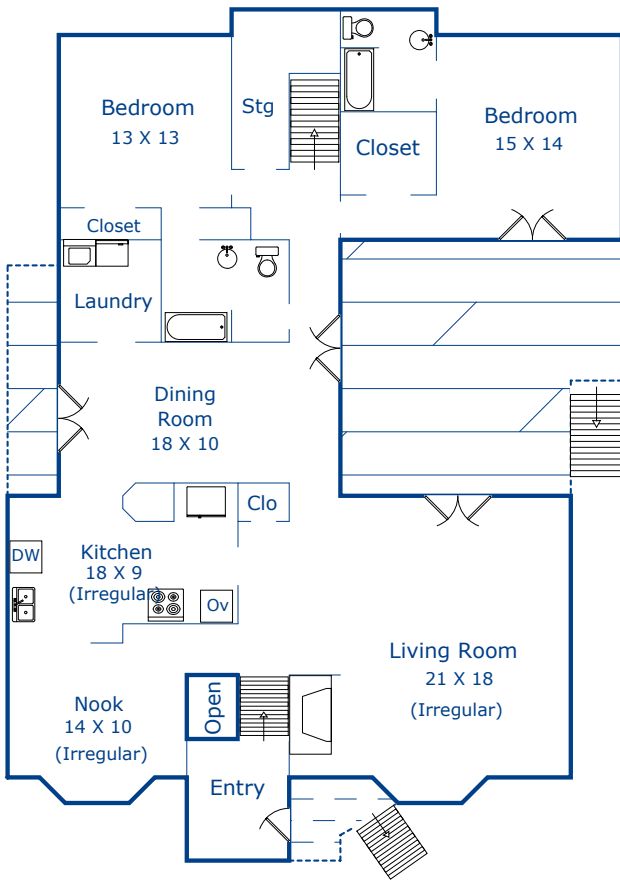 Bedroom
13 X 13
Stg
Closet
Bedroom
15 X 14
Closet
Laundry
Dining
Room
18 X 10
Clo
DW
Kitchen
18 X 9
(Irregular)
Ov
Living Room
21 X 18
(Irregular)
Nook
14 X 10
(Irregular)
Open
Entry